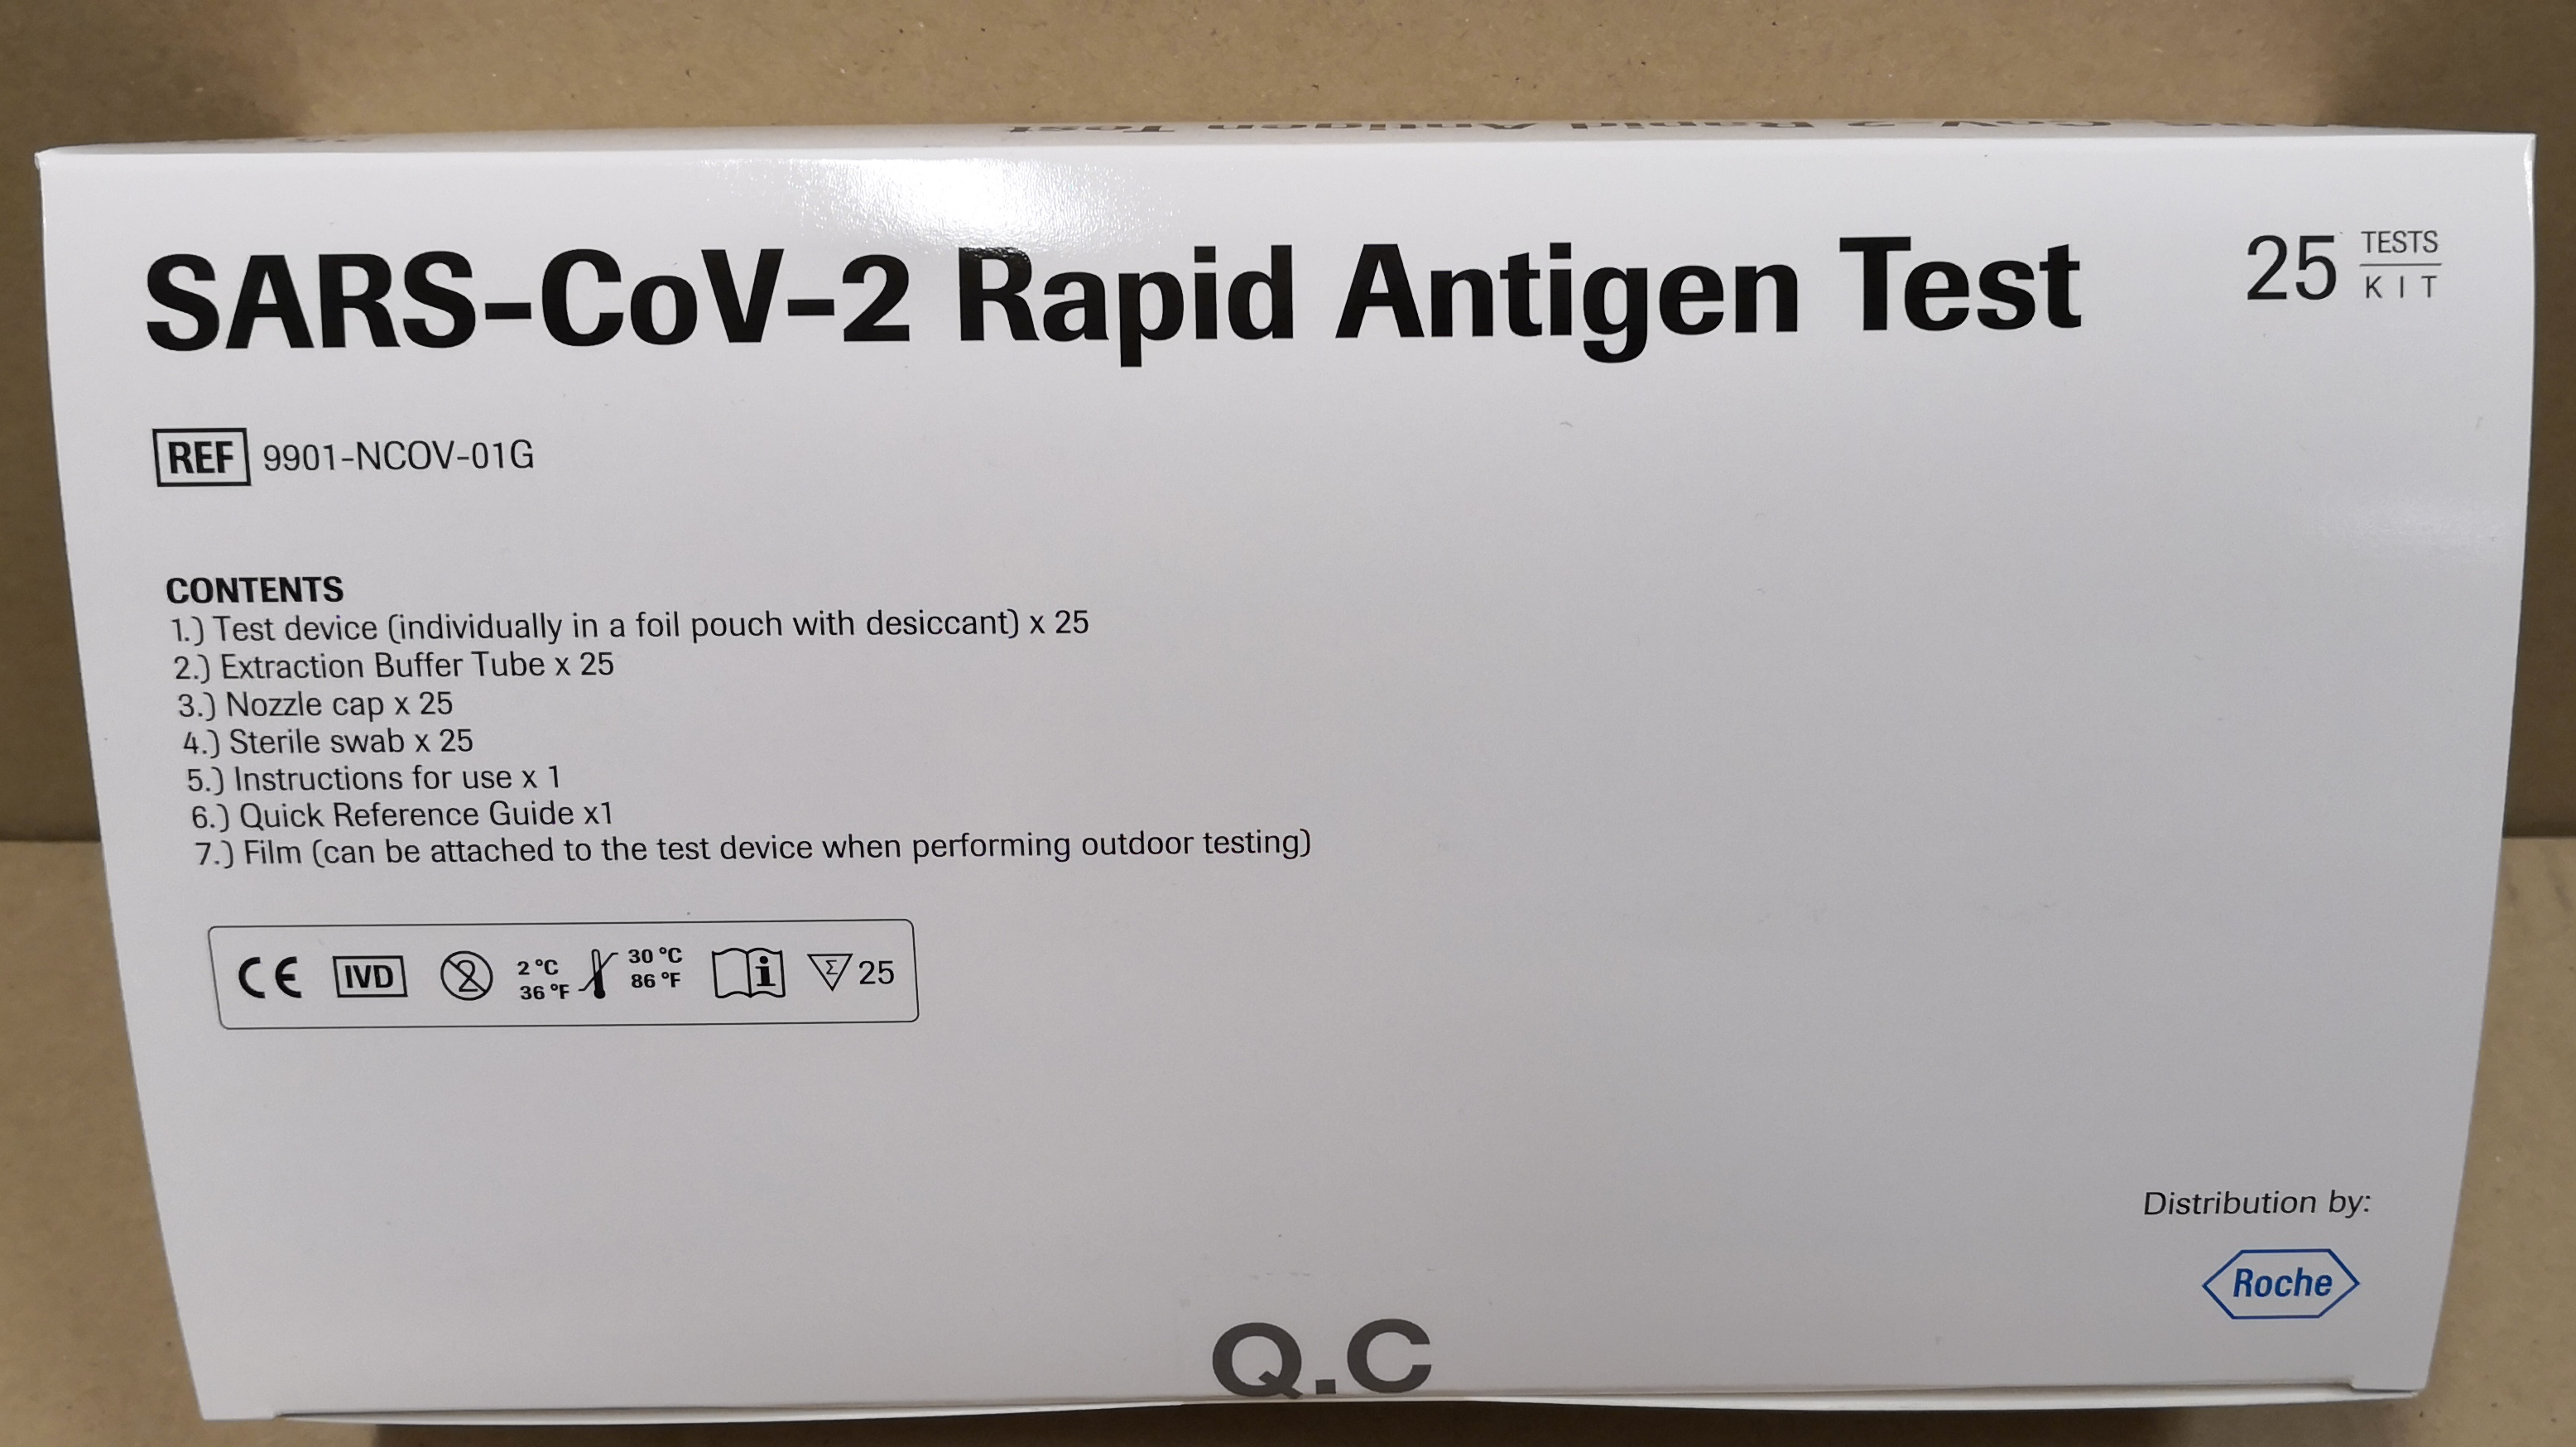 SARS-CoV-2 Rapid Antigen Test
25 TESTS
KIT
REF 9901-NCOV-01G
CONTENTS
1.) Test device (individually in a foil pouch with desiccant) x 25
2.) Extraction Buffer Tube x 25
3.) Nozzle cap x 25
4.) Sterile swab x 25
5.) Instructions for use x 1
6.) Quick Reference Guide x1
7.) Film (can be attached to the test device when performing outdoor testing)
CE IVD 2 2 °C 30 °C i Σ 25
36 °F 86 °F
Distribution by:
Roche
Q.C